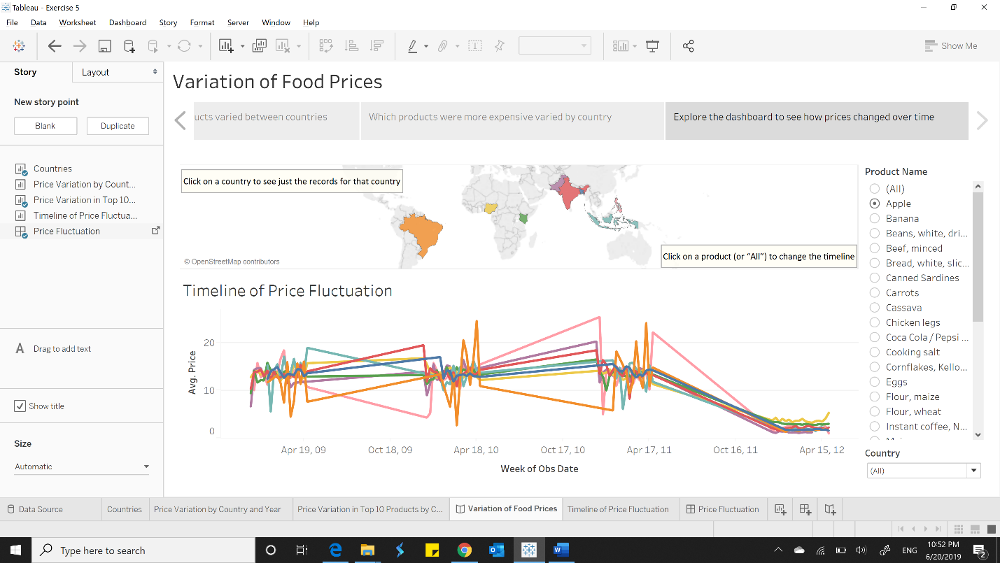 Tableau - Exercise 5
File Data Worksheet Dashboard Story Format Server Window Help
Show Me
Story Layout
New story point
Blank Duplicate
Countries
Price Variation by Count...
Price Variation in Top 10...
Timeline of Price Fluctua...
Price Fluctuation
A Drag to add text
Show title
Size
Automatic
Variation of Food Prices
ucts varied between countries
Which products were more expensive varied by country
Explore the dashboard to see how prices changed over time
Click on a country to see just the records for that country
Click on a product (or “All”) to change the timeline
© OpenStreetMap contributors
Timeline of Price Fluctuation
Avg. Price
20
10
0
Apr 19, 09 Oct 18, 09 Apr 18, 10 Oct 17, 10 Apr 17, 11 Oct 16, 11 Apr 15, 12
Week of Obs Date
Product Name
(All)
Apple
Banana
Beans, white, dri...
Beef, minced
Bread, white, slic...
Canned Sardines
Carrots
Cassava
Chicken legs
Coca Cola / Pepsi ...
Cooking salt
Cornflakes, Kello...
Eggs
Flour, maize
Flour, wheat
Instant coffee, N...
Country
(All)
Data Source Countries Price Variation by Country and Year Price Variation in Top 10 Products by C... Variation of Food Prices Timeline of Price Fluctuation Price Fluctuation
Type here to search
ENG
10:52 PM
6/20/2019
2